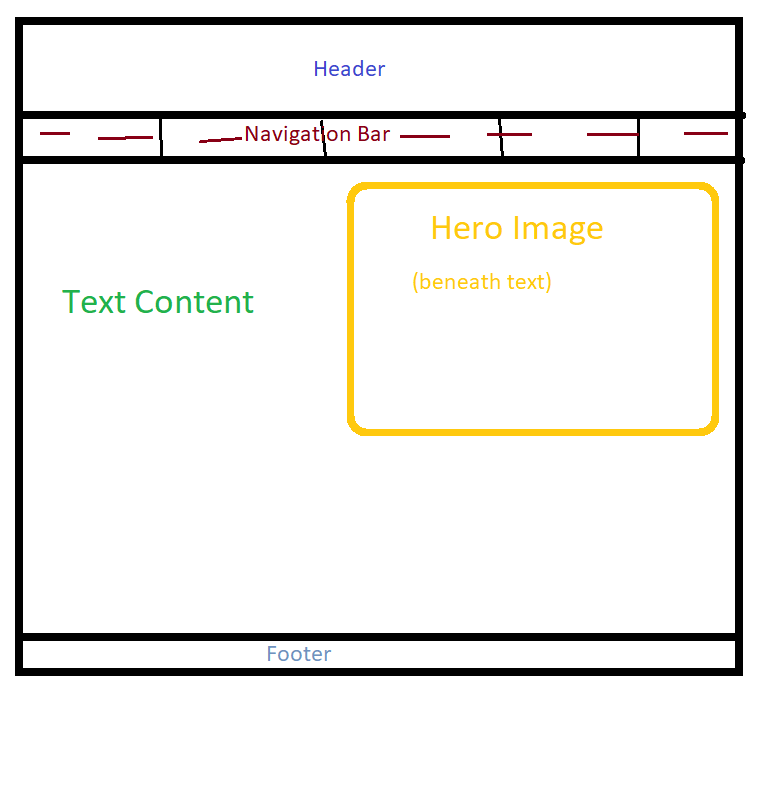 Header
Navigation Bar
Hero Image
(beneath text)
Text Content
Footer